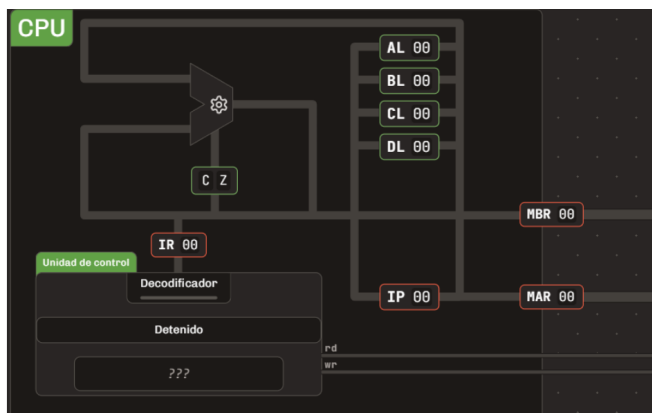 CPU
AL 00
BL 00
CL 00
DL 00
C Z
MBR 00
IR 00
Unidad de control
Decodificador
IP 00
MAR 00
Detenido
rd
wr
???